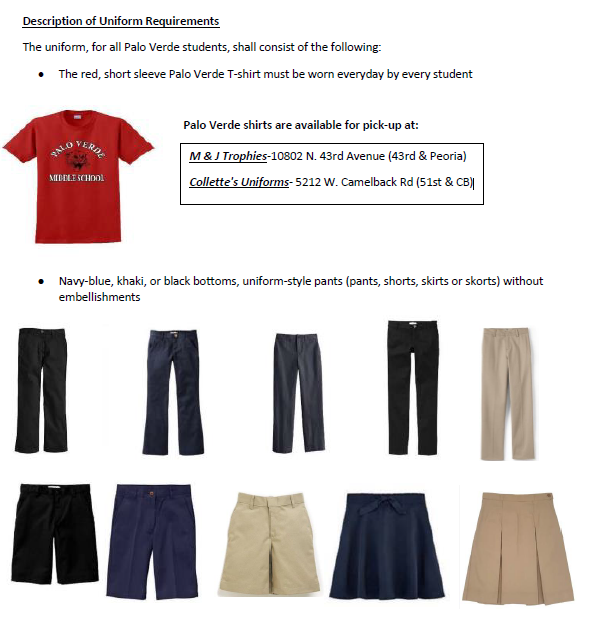 Description of Uniform Requirements
The uniform, for all Palo Verde students, shall consist of the following:
• The red, short sleeve Palo Verde T-shirt must be worn everyday by every student
PALO VERDE
MIDDLE SCHOOL
Palo Verde shirts are available for pick-up at:
M & J Trophies-10802 N. 43rd Avenue (43rd & Peoria)
Collette's Uniforms- 5212 W. Camelback Rd (51st & CB)
• Navy-blue, khaki, or black bottoms, uniform-style pants (pants, shorts, skirts or skorts) without
embellishments